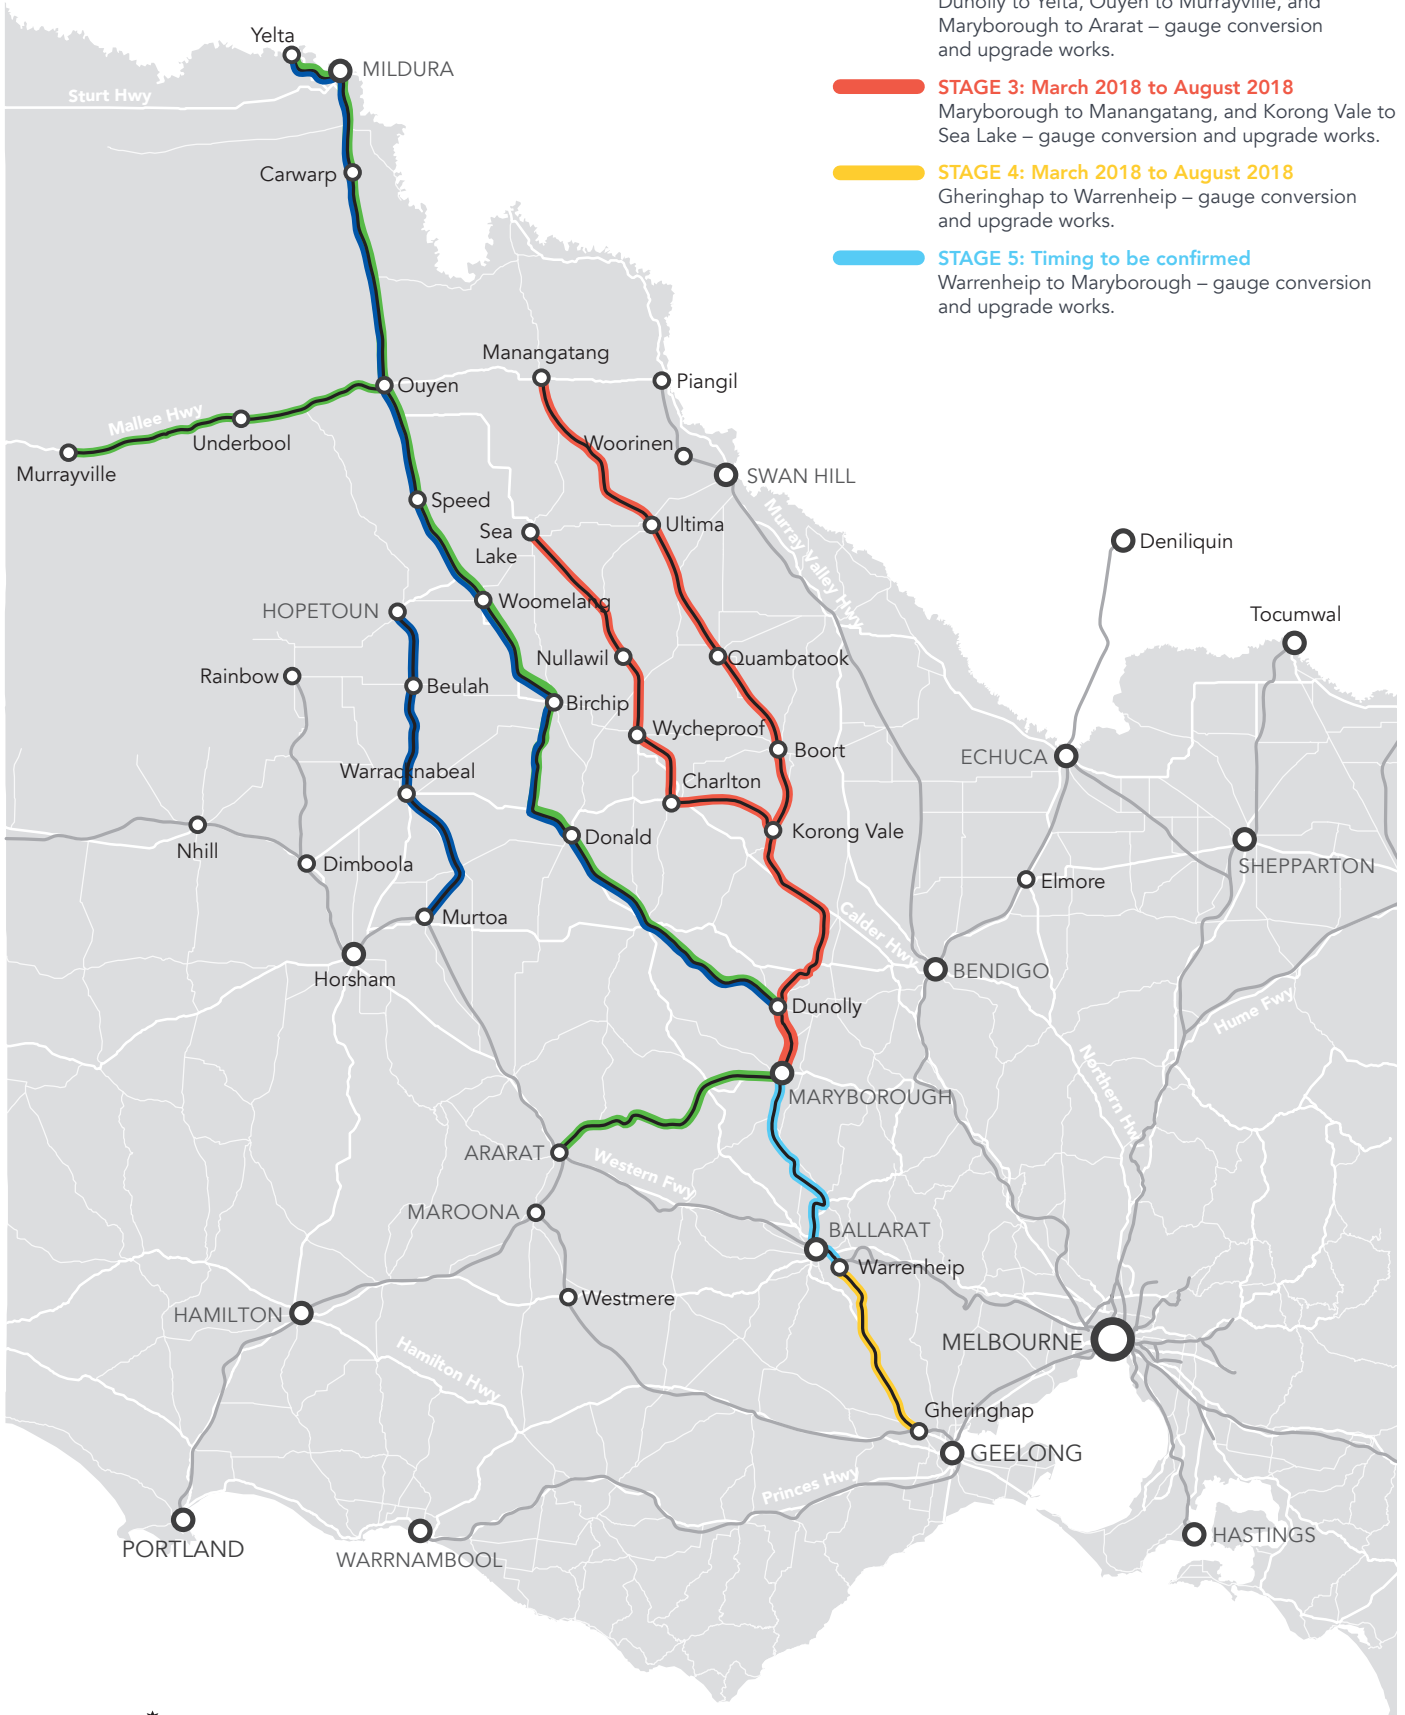 Dunolly to Yelta, Ouyen to Murrayville, and
Maryborough to Ararat – gauge conversion
and upgrade works.
STAGE 3: March 2018 to August 2018
Maryborough to Manangatang, and Korong Vale to
Sea Lake – gauge conversion and upgrade works.
STAGE 4: March 2018 to August 2018
Gheringhap to Warrenheip – gauge conversion
and upgrade works.
STAGE 5: Timing to be confirmed
Warrenheip to Maryborough – gauge conversion
and upgrade works.
Yelta
MILDURA
Sturt Hwy
Carwarp
Manangatang
Piangil
Ouyen
Mallee Hwy
Underbool
Woorinen
Murrayville
SWAN HILL
Speed
Ultima
Sea
Lake
Murray Valley Hwy
Deniliquin
Woomelang
HOPETOUN
Tocumwal
Nullawil
Quambatook
Rainbow
Beulah
Birchip
Wycheproof
Boort
ECHUCA
Warracknabeal
Charlton
Donald
Korong Vale
Nhill
Dimboola
SHEPPARTON
Elmore
Murtoa
Calder Hwy
Horsham
BENDIGO
Dunolly
Hume Fwy
Northern Hwy
MARYBOROUGH
ARARAT
Western Fwy
MAROONA
BALLARAT
Warrenheip
Westmere
HAMILTON
MELBOURNE
Hamilton Hwy
Gheringhap
GEELONG
Princes Hwy
PORTLAND
WARRNAMBOOL
HASTINGS